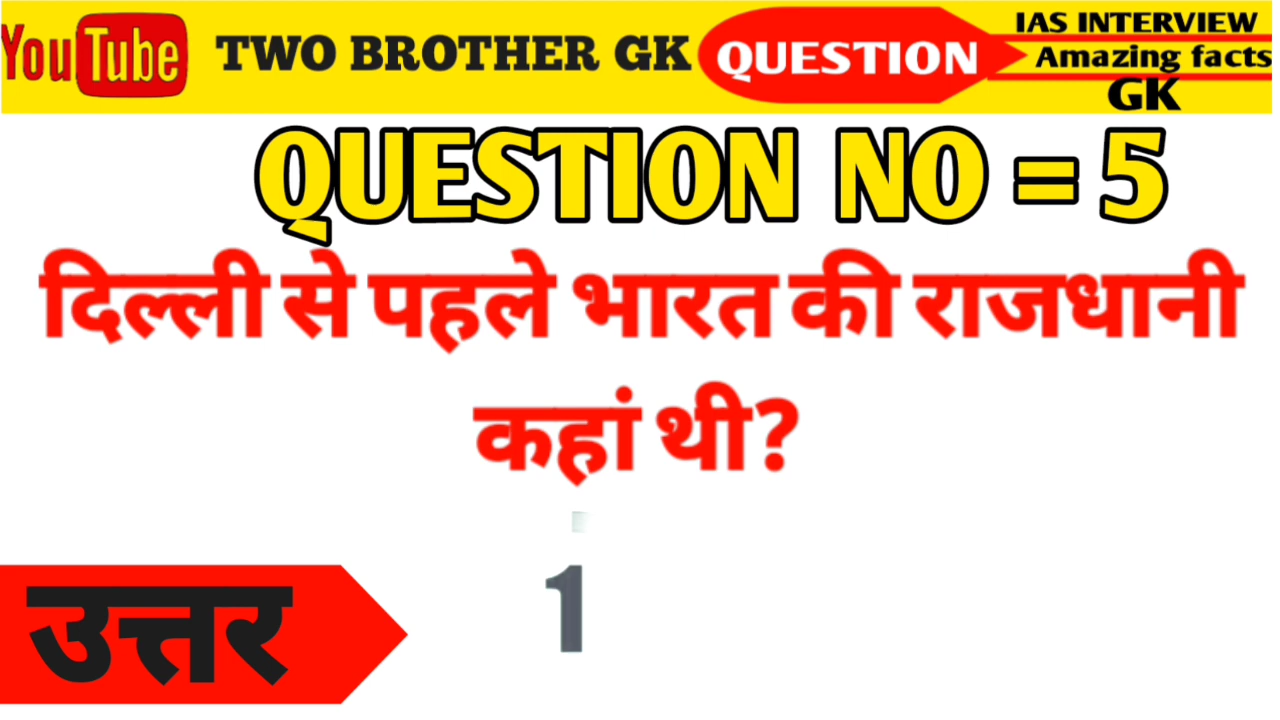 YouTube TWO BROTHER GK QUESTION
IAS INTERVIEW
Amazing facts
GK
QUESTION NO = 5
दिल्ली से पहले भारत की राजधानी
कहां थी?
1
उत्तर